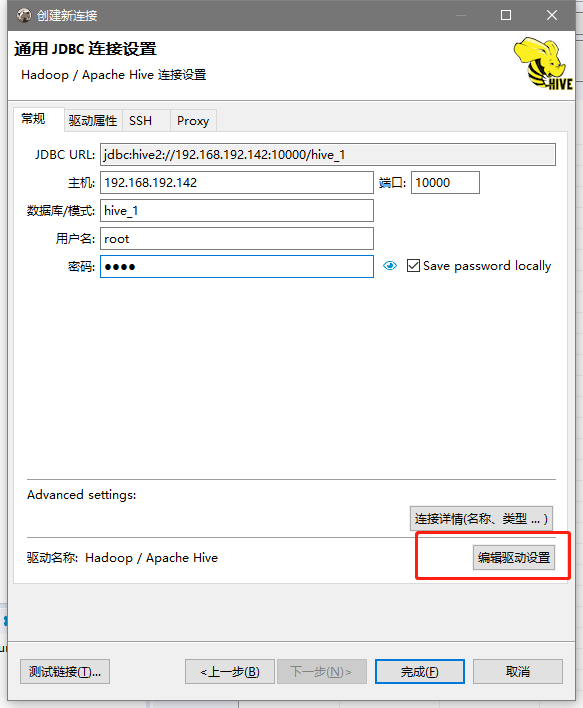 创建新连接
通用 JDBC 连接设置
Hadoop / Apache Hive 连接设置
HIVE
常规 驱动属性 SSH Proxy
JDBC URL: jdbc:hive2://192.168.192.142:10000/hive_1
主机: 192.168.192.142 端口: 10000
数据库/模式: hive_1
用户名: root
密码: ●●●● Save password locally
Advanced settings:
连接详情(名称、类型 ... )
驱动名称: Hadoop / Apache Hive 编辑驱动设置
测试链接(T)... <上一步(B) 下一步(N)> 完成(F) 取消